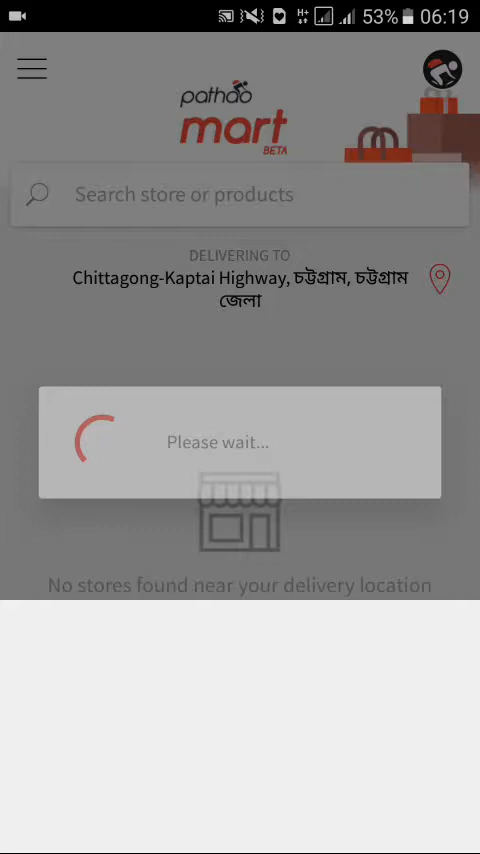 53% 06:19
pathao
mart
BETA
Search store or products
DELIVERING TO
Chittagong-Kaptai Highway, চট্টগ্রাম, চট্টগ্রাম
জেলা
Please wait...
No stores found near your delivery location